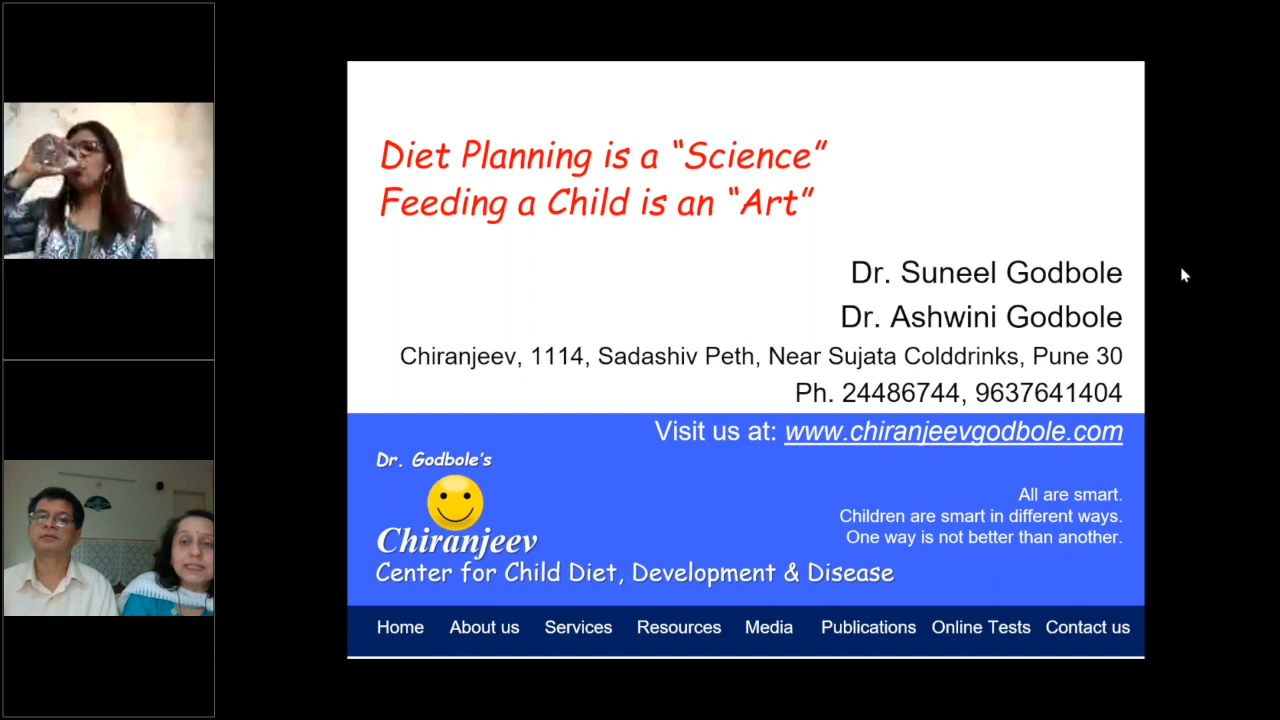 Diet Planning is a “Science”
Feeding a Child is an “Art”
Dr. Suneel Godbole
Dr. Ashwini Godbole
Chiranjeev, 1114, Sadashiv Peth, Near Sujata Colddrinks, Pune 30
Ph. 24486744, 9637641404
Visit us at: www.chiranjeevgodbole.com
Dr. Godbole's
Chiranjeev
Center for Child Diet, Development & Disease
All are smart.
Children are smart in different ways.
One way is not better than another.
Home About us Services Resources Media Publications Online Tests Contact us